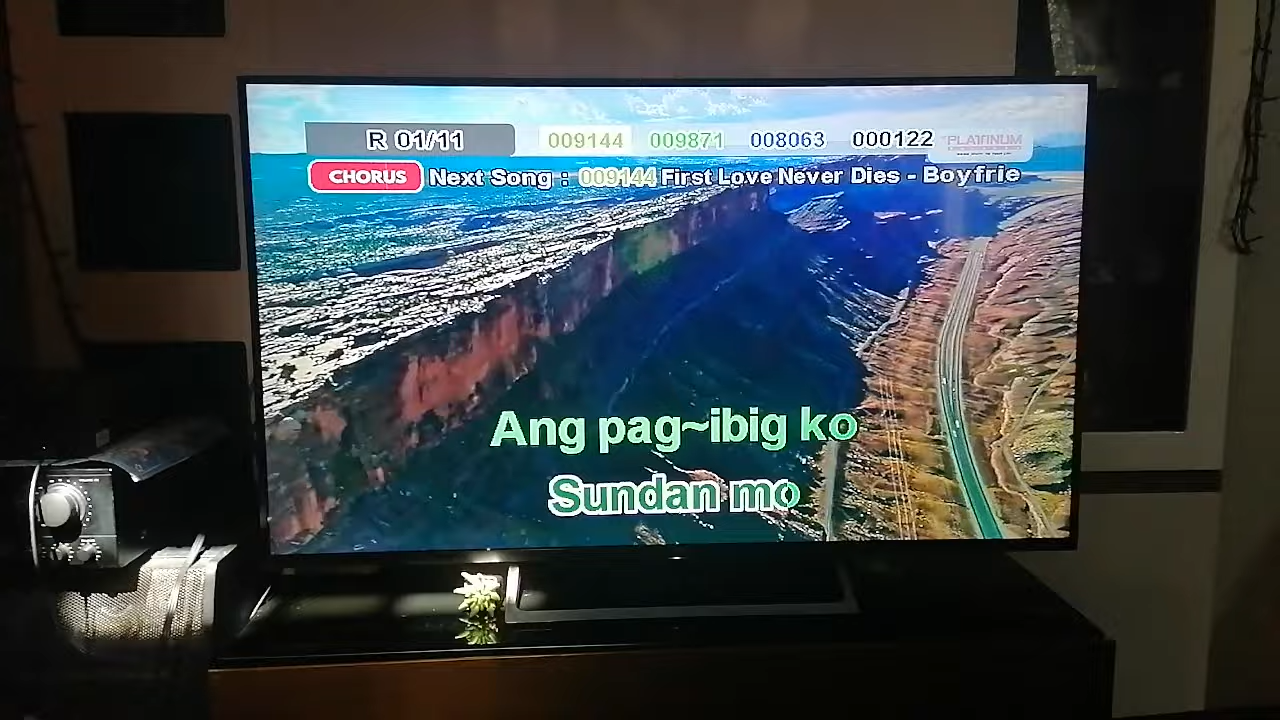 R 01/11 009144 009871 008063 000122 PLATINUM
CHORUS Next Song : 009144 First Love Never Dies - Boyfrie
Ang pag~ibig ko
Sundan mo